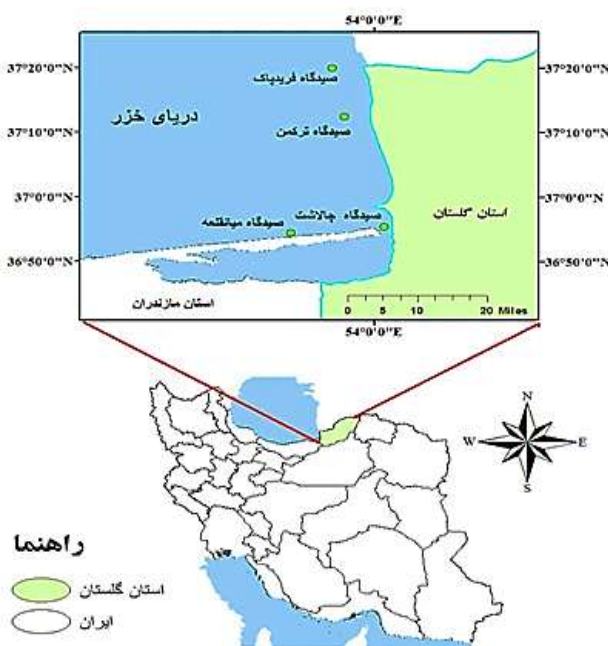 54°0'0"E
37°20'0"N
37°20'0"N
صیدگاه فریدپاک
صیدگاه ترکمن
دریای خزر
37°10'0"N
37°10'0"N
37°0'0"N
37°0'0"N
صیدگاه چالاشت
صیدگاه میانقلعه
استان گلستان
36°50'0"N
36°50'0"N
استان مازندران
0 5 10 20 Miles
54°0'0"E
N
W
E
S
راهنما
استان گلستان
ایران